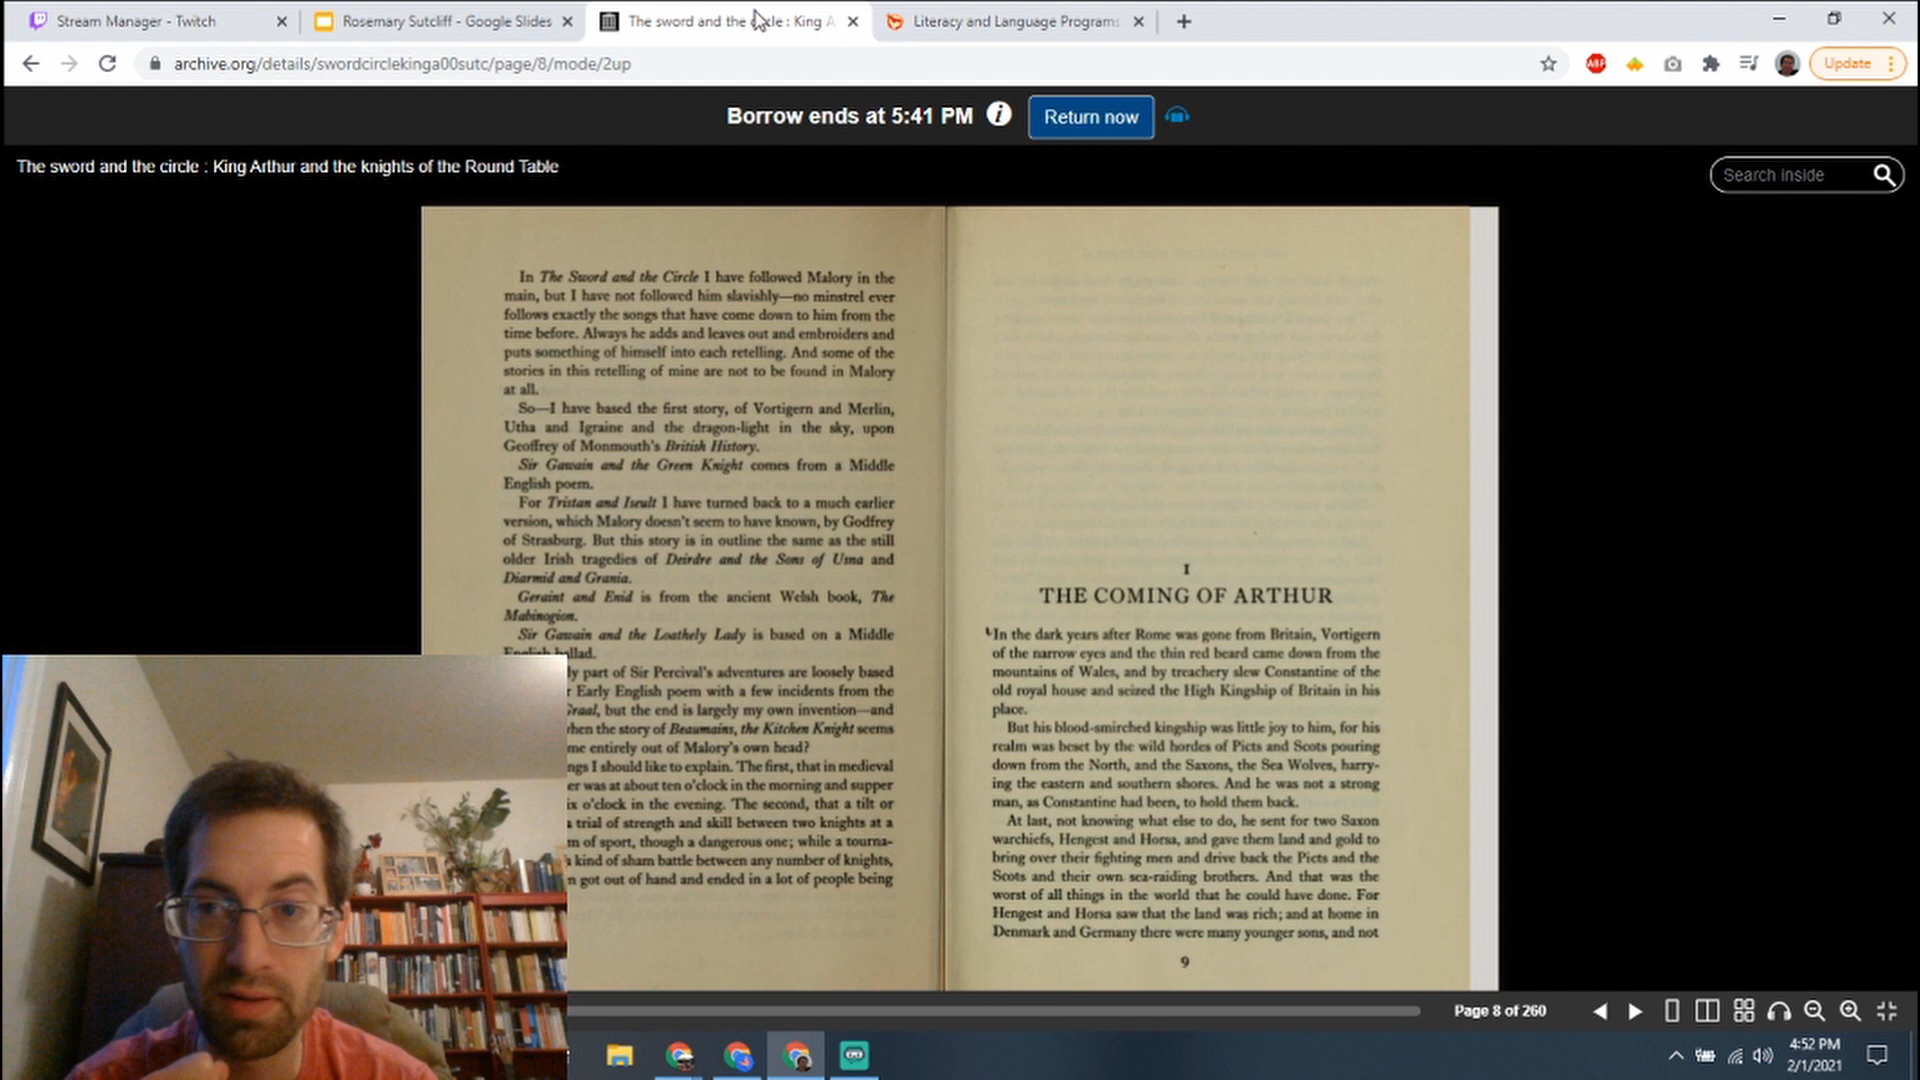 Stream Manager - Twitch
Rosemary Sutcliff - Google Slides
The sword and the circle : King A
Literacy and Language Programs
archive.org/details/swordcirclekinga00sutc/page/8/mode/2up
ABP
Update
Borrow ends at 5:41 PM
Return now
The sword and the circle : King Arthur and the knights of the Round Table
Search inside
In The Sword and the Circle I have followed Malory in the
main, but I have not followed him slavishly—no minstrel ever
follows exactly the songs that have come down to him from the
time before. Always he adds and leaves out and embroiders and
puts something of himself into each retelling. And some of the
stories in this retelling of mine are not to be found in Malory
at all.
So—I have based the first story, of Vortigern and Merlin,
Utha and Igraine and the dragon-light in the sky, upon
Geoffrey of Monmouth's British History.
Sir Gawain and the Green Knight comes from a Middle
English poem.
For Tristan and Iseult I have turned back to a much earlier
version, which Malory doesn't seem to have known, by Godfrey
of Strasburg. But this story is in outline the same as the still
older Irish tragedies of Deirdre and the Sons of Usna and
Diarmid and Grania.
Geraint and Enid is from the ancient Welsh book, The
Mabinogion.
Sir Gawain and the Loathely Lady is based on a Middle
English ballad.
ly part of Sir Percival's adventures are loosely based
r Early English poem with a few incidents from the
Graal, but the end is largely my own invention—and
hen the story of Beaumains, the Kitchen Knight seems
me entirely out of Malory's own head?
ngs I should like to explain. The first, that in medieval
er was at about ten o'clock in the morning and supper
ix o'clock in the evening. The second, that a tilt or
a trial of strength and skill between two knights at a
m of sport, though a dangerous one; while a tourna-
kind of sham battle between any number of knights,
n got out of hand and ended in a lot of people being
I
THE COMING OF ARTHUR
In the dark years after Rome was gone from Britain, Vortigern
of the narrow eyes and the thin red beard came down from the
mountains of Wales, and by treachery slew Constantine of the
old royal house and seized the High Kingship of Britain in his
place.
But his blood-smirched kingship was little joy to him, for his
realm was beset by the wild hordes of Picts and Scots pouring
down from the North, and the Saxons, the Sea Wolves, harry-
ing the eastern and southern shores. And he was not a strong
man, as Constantine had been, to hold them back.
At last, not knowing what else to do, he sent for two Saxon
warchiefs, Hengest and Horsa, and gave them land and gold to
bring over their fighting men and drive back the Picts and the
Scots and their own sea-raiding brothers. And that was the
worst of all things in the world that he could have done. For
Hengest and Horsa saw that the land was rich; and at home in
Denmark and Germany there were many younger sons, and not
9
Page 8 of 260
4:52 PM
2/1/2021